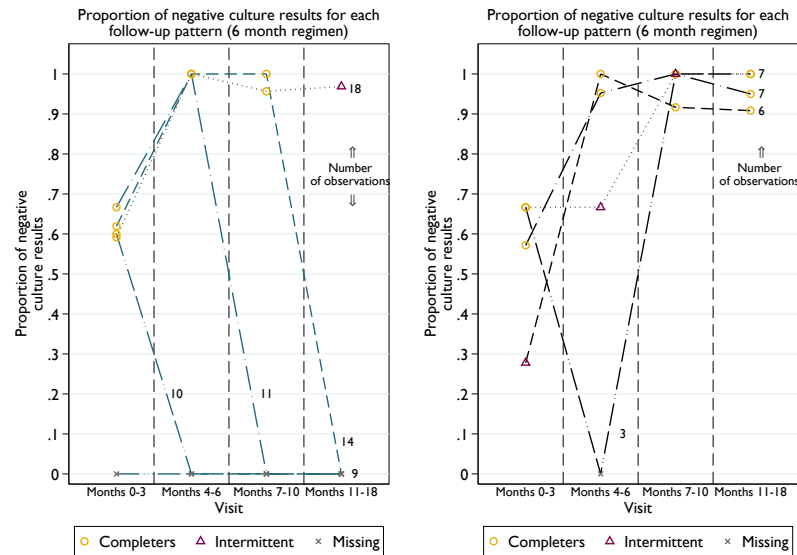 Proportion of negative culture results for each
follow-up pattern (6 month regimen)
Proportion of negative
culture results
1
.9
.8
.7
.6
.5
.4
.3
.2
.1
0
18
⇑
Number
of observations
⇓
10
11
14
9
Months 0-3
Months 4-6
Months 7-10
Months 11-18
Visit
Completers
Intermittent
Missing
Proportion of negative culture results for each
follow-up pattern (6 month regimen)
Proportion of negative
culture results
1
.9
.8
.7
.6
.5
.4
.3
.2
.1
0
7
7
6
⇑
Number
of observations
3
Months 0-3
Months 4-6
Months 7-10
Months 11-18
Visit
Completers
Intermittent
Missing